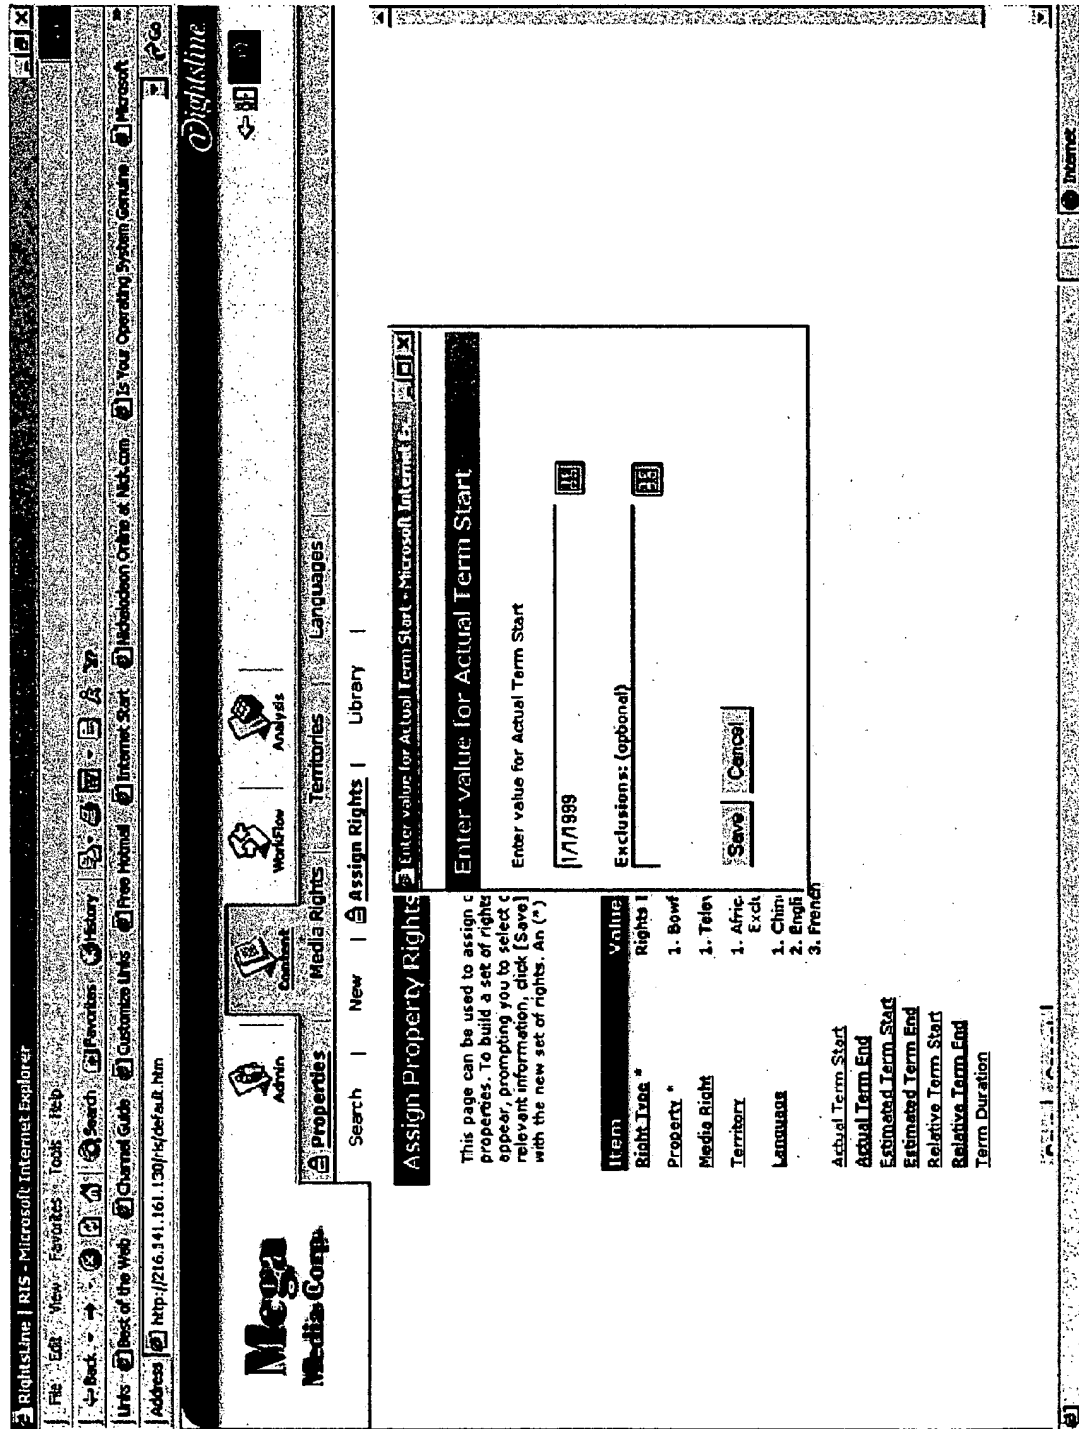 RightsLine | RIS - Microsoft Internet Explorer
File Edit View Favorites Tools Help
Back Search Favorites History
Links Best of the Web Channel Guide Customize Links Free Hotmail Internet Start Nickelodeon Online at Nick.com Is Your Operating System Genuine Microsoft
Address http://216.141.161.130/ris/default.htm Go
Rightsline
Mega
Media Corp.
Admin Content WorkFlow Analysis
Properties Media Rights Territories Languages
Search | New | Assign Rights | Library |
Assign Property Rights
This page can be used to assign
properties. To build a set of rights
appear, prompting you to select
relevant information, click [Save]
with the new set of rights. An (*)
Item Value
Right Type * Rights
Property * 1. Bowf
Media Right 1. Telev
Territory 1. Afric
Excl
Language 1. Chin
2. Engli
3. French
Actual Term Start
Actual Term End
Estimated Term Start
Estimated Term End
Relative Term Start
Relative Term End
Term Duration
Enter value for Actual Term Start - Microsoft Internet E
Enter value for Actual Term Start
Enter value for Actual Term Start
1/1/1999
Exclusions: (optional)
Save Cancel
Internet